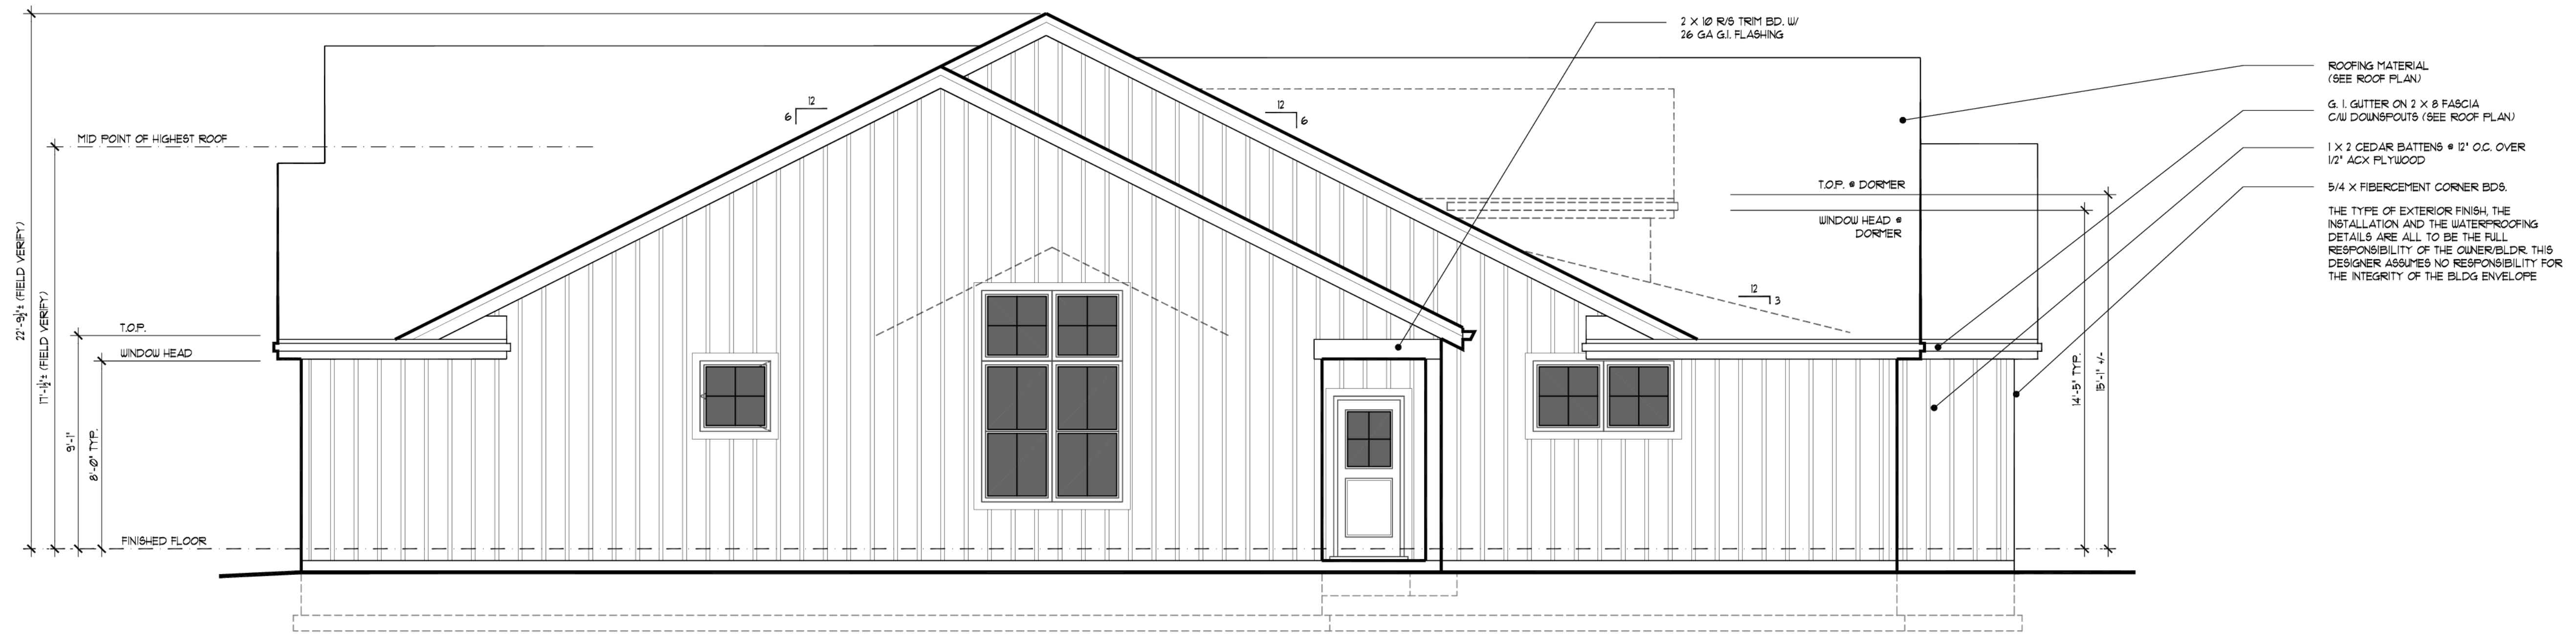 2 X 10 R/S TRIM BD. W/
26 GA G.I. FLASHING
ROOFING MATERIAL
(SEE ROOF PLAN)
G. I. GUTTER ON 2 X 8 FASCIA
C/W DOWNSPOUTS (SEE ROOF PLAN)
1 X 2 CEDAR BATTENS @ 12" O.C. OVER
1/2" ACX PLYWOOD
5/4 X FIBERCEMENT CORNER BDS.
THE TYPE OF EXTERIOR FINISH, THE
INSTALLATION AND THE WATERPROOFING
DETAILS ARE ALL TO BE THE FULL
RESPONSIBILITY OF THE OWNER/BLDR. THIS
DESIGNER ASSUMES NO RESPONSIBILITY FOR
THE INTEGRITY OF THE BLDG ENVELOPE
12
6
12
6
MID POINT OF HIGHEST ROOF
T.O.P. @ DORMER
WINDOW HEAD @
DORMER
12
3
T.O.P.
WINDOW HEAD
FINISHED FLOOR
22'-9½"± (FIELD VERIFY)
17'-1½"± (FIELD VERIFY)
9'-1"
8'-0" TYP.
14'-5" TYP.
15'-1" +/-